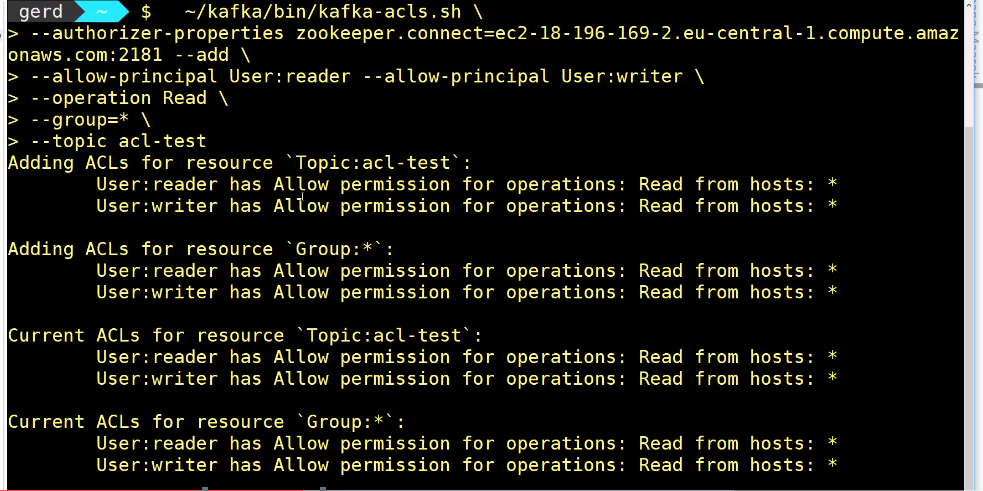 gerd ~ $ ~/kafka/bin/kafka-acls.sh \
> --authorizer-properties zookeeper.connect=ec2-18-196-169-2.eu-central-1.compute.amaz
onaws.com:2181 --add \
> --allow-principal User:reader --allow-principal User:writer \
> --operation Read \
> --group=* \
> --topic acl-test
Adding ACLs for resource `Topic:acl-test`:
User:reader has Allow permission for operations: Read from hosts: *
User:writer has Allow permission for operations: Read from hosts: *
Adding ACLs for resource `Group:*`:
User:reader has Allow permission for operations: Read from hosts: *
User:writer has Allow permission for operations: Read from hosts: *
Current ACLs for resource `Topic:acl-test`:
User:reader has Allow permission for operations: Read from hosts: *
User:writer has Allow permission for operations: Read from hosts: *
Current ACLs for resource `Group:*`:
User:reader has Allow permission for operations: Read from hosts: *
User:writer has Allow permission for operations: Read from hosts: *